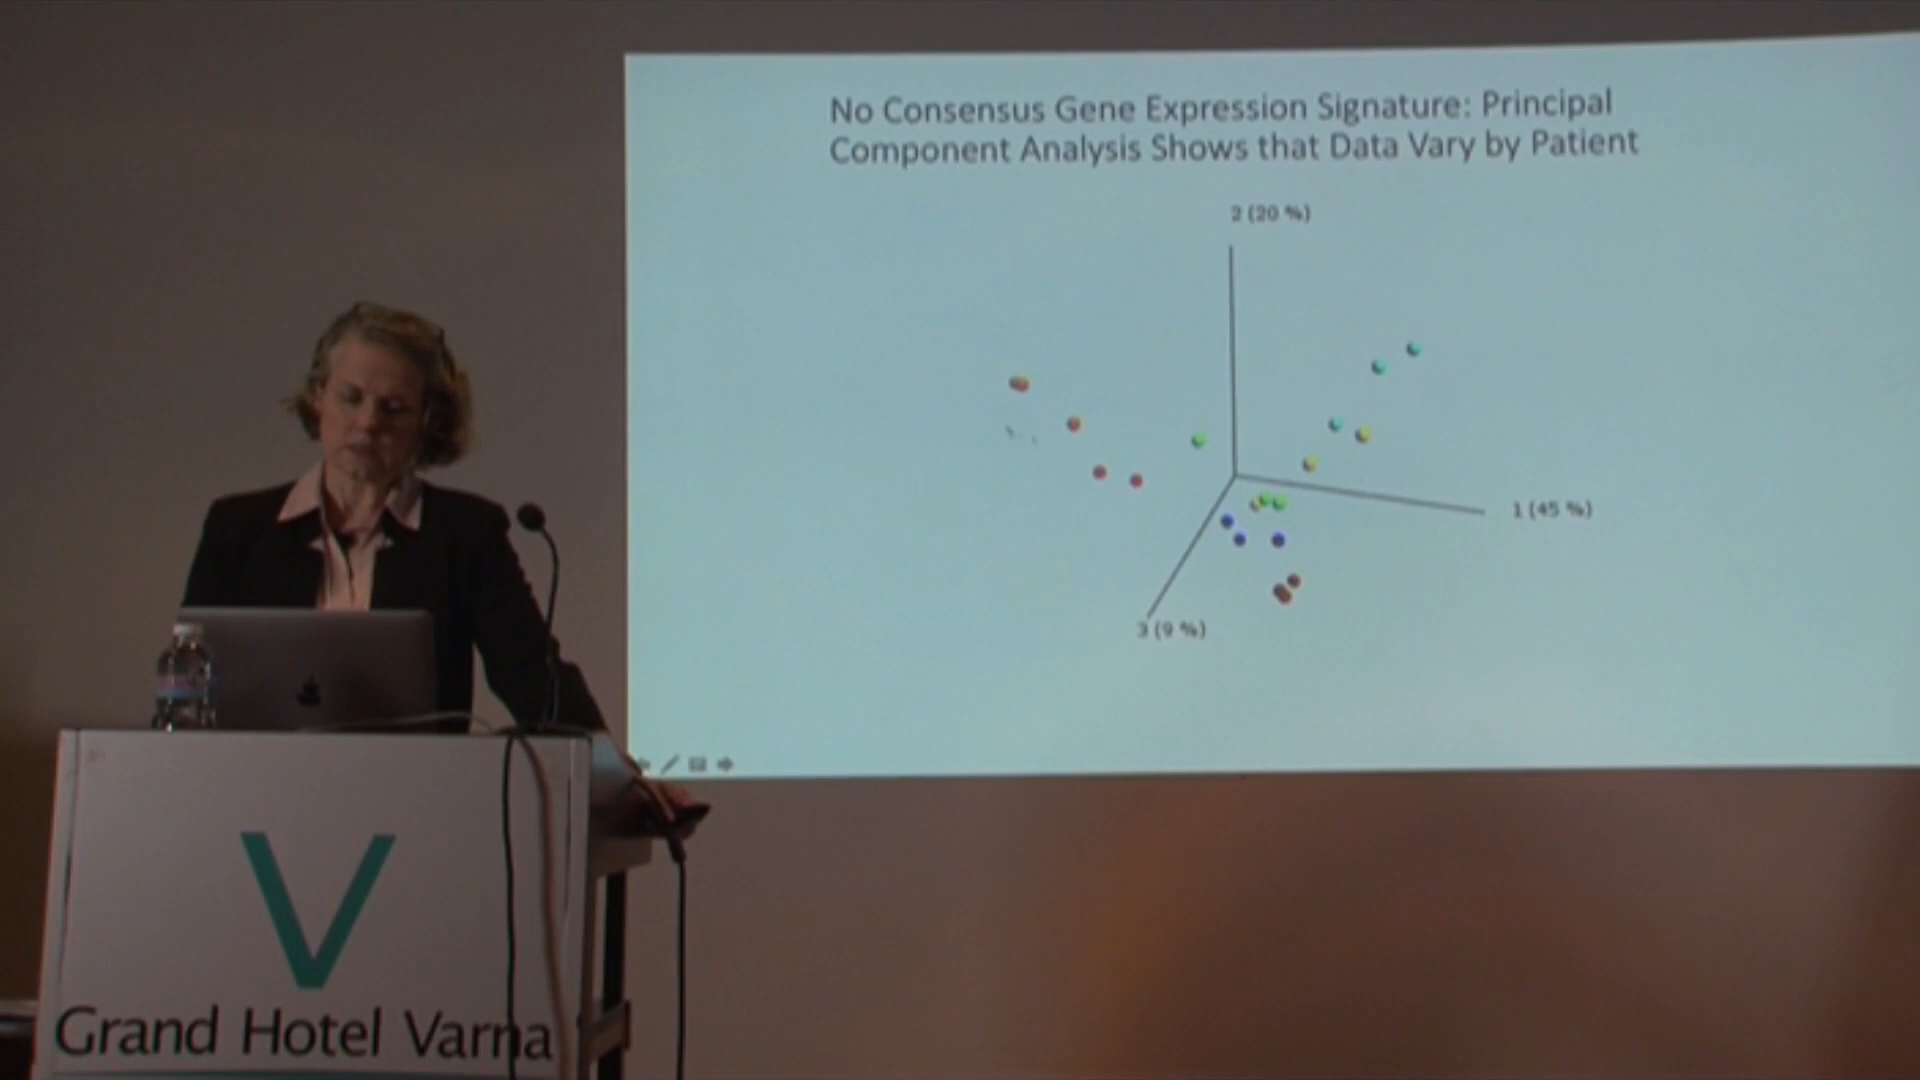 No Consensus Gene Expression Signature: Principal
Component Analysis Shows that Data Vary by Patient
2 (20 %)
1 (45 %)
3 (9 %)
V
Grand Hotel Varna